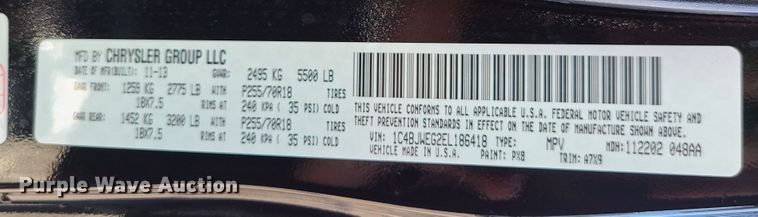 MFD BY CHRYSLER GROUP LLC
DATE OF MFR(BUILT): 11-13 GVWR: 2495 KG 5500 LB
GAWR FRONT: 1259 KG 2775 LB WITH P255/70R18 TIRES
18X7.5 RIMS AT 240 KPA ( 35 PSI) COLD
GAWR REAR: 1452 KG 3200 LB WITH P255/70R18 TIRES
18X7.5 RIMS AT 240 KPA ( 35 PSI) COLD
THIS VEHICLE CONFORMS TO ALL APPLICABLE U.S.A. FEDERAL MOTOR VEHICLE SAFETY AND
THEFT PREVENTION STANDARDS IN EFFECT ON THE DATE OF MANUFACTURE SHOWN ABOVE.
VIN: 1C4BJWEG2EL186418 TYPE: MPV MDH: 112202 048AA
VEHICLE MADE IN U.S.A. PAINT: PX8 TRIM: A7X9
Purple Wave Auction
Purple Wave Auction